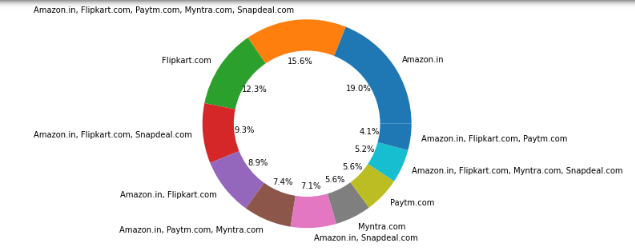 Amazon.in, Flipkart.com, Paytm.com, Myntra.com, Snapdeal.com
15.6%
Flipkart.com
12.3%
Amazon.in
19.0%
Amazon.in, Flipkart.com, Snapdeal.com
9.3%
4.1%
Amazon.in, Flipkart.com, Paytm.com
5.2%
Amazon.in, Flipkart.com, Myntra.com, Snapdeal.com
8.9%
Amazon.in, Flipkart.com
5.6%
Paytm.com
7.4%
Amazon.in, Paytm.com, Myntra.com
7.1%
Amazon.in, Snapdeal.com
5.6%
Myntra.com